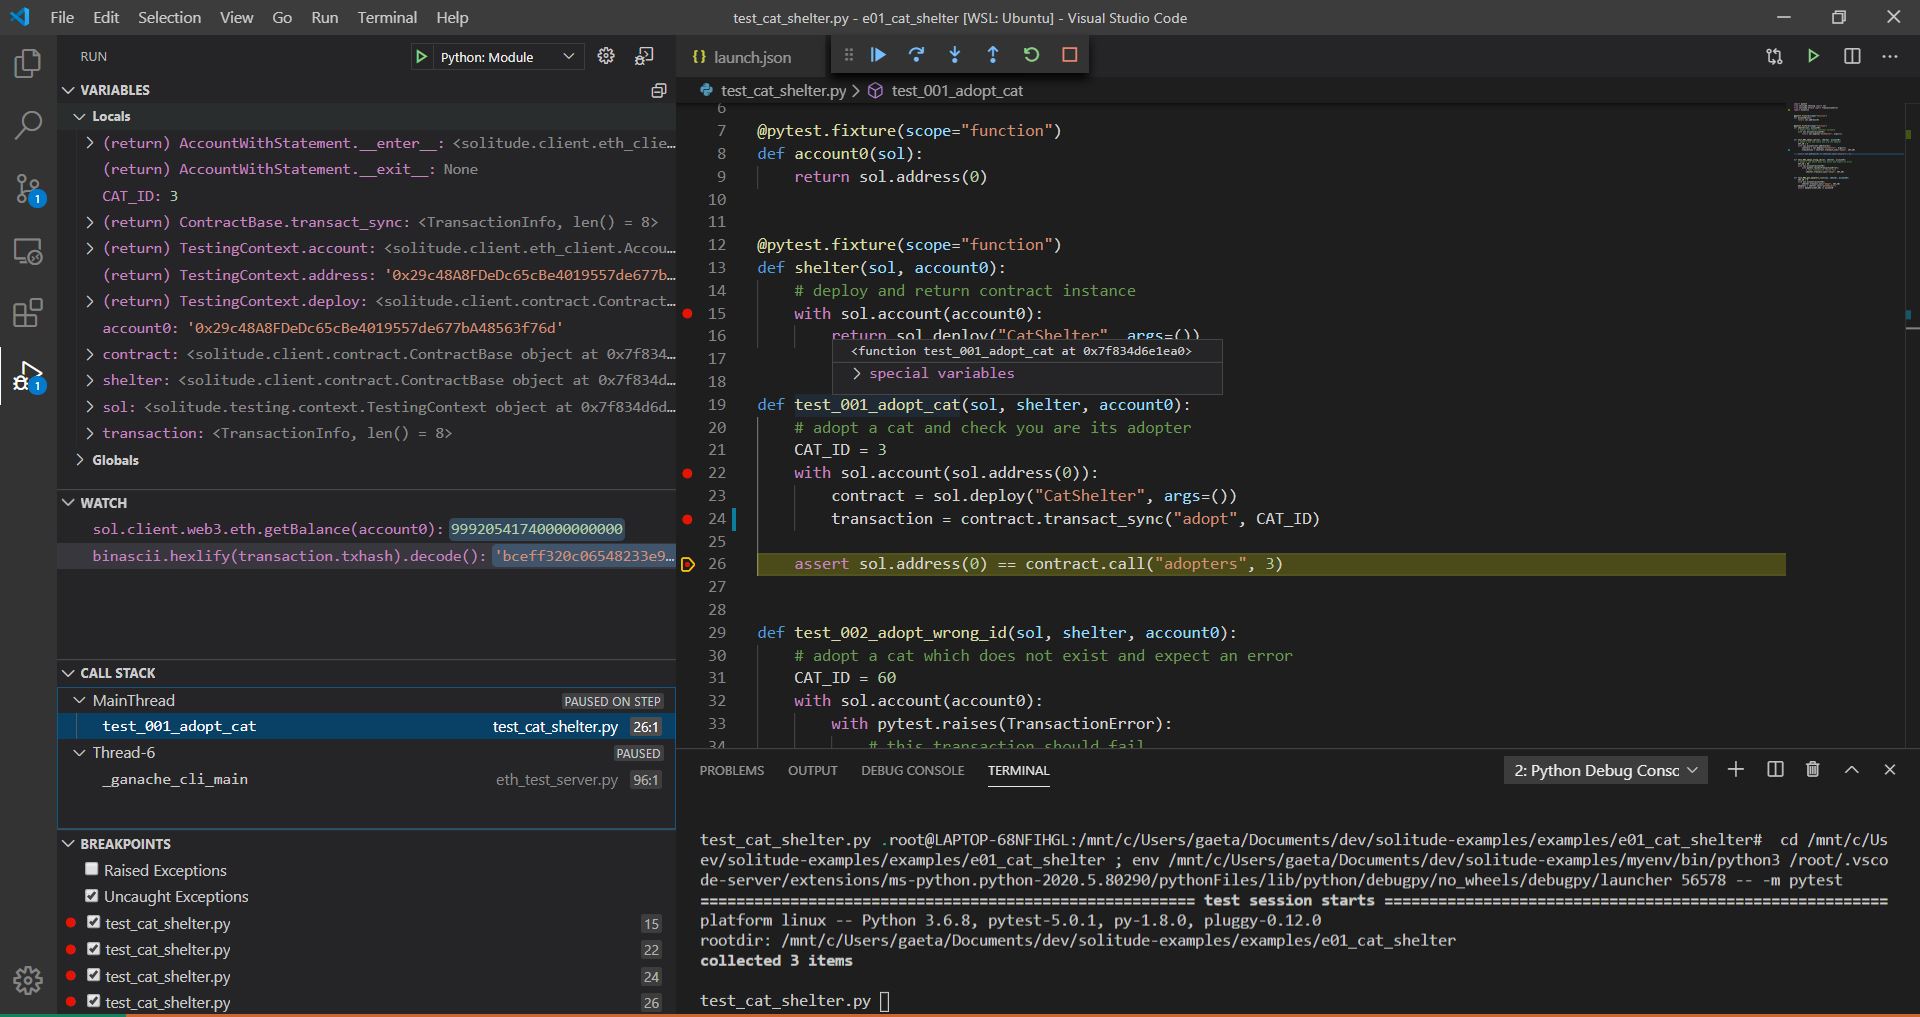 File Edit Selection View Go Run Terminal Help
test_cat_shelter.py - e01_cat_shelter [WSL: Ubuntu] - Visual Studio Code
RUN
Python: Module
VARIABLES
Locals
(return) AccountWithStatement.__enter__: <solitude.client.eth_clie…
(return) AccountWithStatement.__exit__: None
CAT_ID: 3
(return) ContractBase.transact_sync: <TransactionInfo, len() = 8>
(return) TestingContext.account: <solitude.client.eth_client.Accou…
(return) TestingContext.address: '0x29c48A8FDeDc65cBe4019557de677b…
(return) TestingContext.deploy: <solitude.client.contract.Contract…
account0: '0x29c48A8FDeDc65cBe4019557de677bA48563f76d'
contract: <solitude.client.contract.ContractBase object at 0x7f834…
shelter: <solitude.client.contract.ContractBase object at 0x7f834d…
sol: <solitude.testing.context.TestingContext object at 0x7f834d6d…
transaction: <TransactionInfo, len() = 8>
Globals
WATCH
sol.client.web3.eth.getBalance(account0): 99920541740000000000
binascii.hexlify(transaction.txhash).decode(): 'bceff320c06548233e9…
CALL STACK
MainThread PAUSED ON STEP
test_001_adopt_cat test_cat_shelter.py 26:1
Thread-6 PAUSED
_ganache_cli_main eth_test_server.py 96:1
BREAKPOINTS
Raised Exceptions
Uncaught Exceptions
test_cat_shelter.py 15
test_cat_shelter.py 22
test_cat_shelter.py 24
test_cat_shelter.py 26
1
1
{} launch.json
test_cat_shelter.py > test_001_adopt_cat
6
7 @pytest.fixture(scope="function")
8 def account0(sol):
9 return sol.address(0)
10
11
12 @pytest.fixture(scope="function")
13 def shelter(sol, account0):
14 # deploy and return contract instance
15 with sol.account(account0):
16 return sol.deploy("CatShelter", args=())
<function test_001_adopt_cat at 0x7f834d6e1ea0>
17
> special variables
18
19 def test_001_adopt_cat(sol, shelter, account0):
20 # adopt a cat and check you are its adopter
21 CAT_ID = 3
22 with sol.account(sol.address(0)):
23 contract = sol.deploy("CatShelter", args=())
24 transaction = contract.transact_sync("adopt", CAT_ID)
25
26 assert sol.address(0) == contract.call("adopters", 3)
27
28
29 def test_002_adopt_wrong_id(sol, shelter, account0):
30 # adopt a cat which does not exist and expect an error
31 CAT_ID = 60
32 with sol.account(account0):
33 with pytest.raises(TransactionError):
34 # this transaction should fail
PROBLEMS OUTPUT DEBUG CONSOLE TERMINAL
2: Python Debug Consc
test_cat_shelter.py .root@LAPTOP-68NFIHGL:/mnt/c/Users/gaeta/Documents/dev/solitude-examples/examples/e01_cat_shelter# cd /mnt/c/Us
ev/solitude-examples/examples/e01_cat_shelter ; env /mnt/c/Users/gaeta/Documents/dev/solitude-examples/myenv/bin/python3 /root/.vsco
de-server/extensions/ms-python.python-2020.5.80290/pythonFiles/lib/python/debugpy/no_wheels/debugpy/launcher 56578 -- -m pytest
======================================================= test session starts ========================================================
platform linux -- Python 3.6.8, pytest-5.0.1, py-1.8.0, pluggy-0.12.0
rootdir: /mnt/c/Users/gaeta/Documents/dev/solitude-examples/examples/e01_cat_shelter
collected 3 items
test_cat_shelter.py